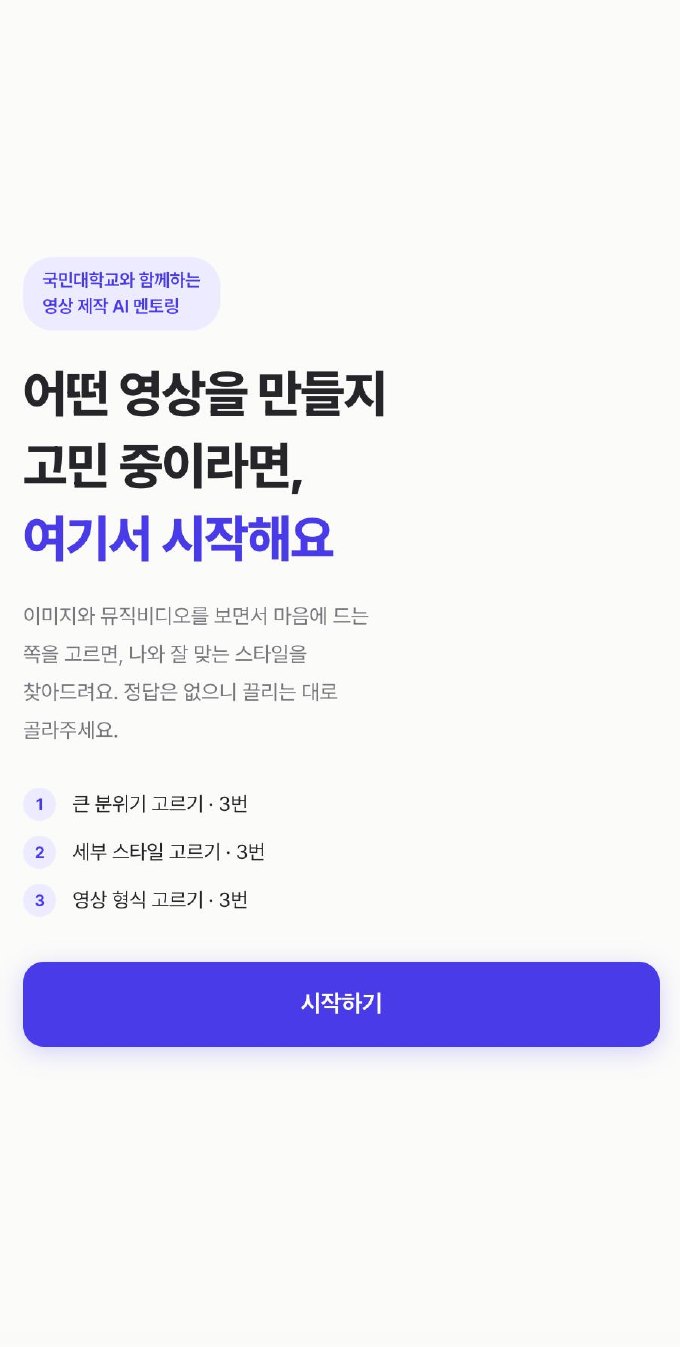 국민대학교와 함께하는
영상 제작 AI 멘토링
어떤 영상을 만들지
고민 중이라면,
여기서 시작해요
이미지와 뮤직비디오를 보면서 마음에 드는
쪽을 고르면, 나와 잘 맞는 스타일을
찾아드려요. 정답은 없으니 끌리는 대로
골라주세요.
1 큰 분위기 고르기 · 3번
2 세부 스타일 고르기 · 3번
3 영상 형식 고르기 · 3번
시작하기